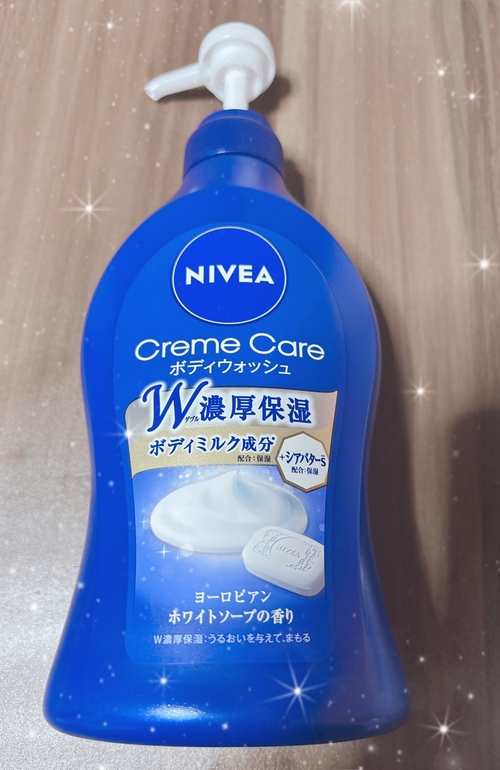 NIVEA
Creme Care
ボディウォッシュ
W濃厚保湿
ダブル
ボディミルク成分
配合:保湿
+シアバターS
配合:保湿
NIVEA
ヨーロピアン
ホワイトソープの香り
W濃厚保湿:うるおいを与えて、まもる